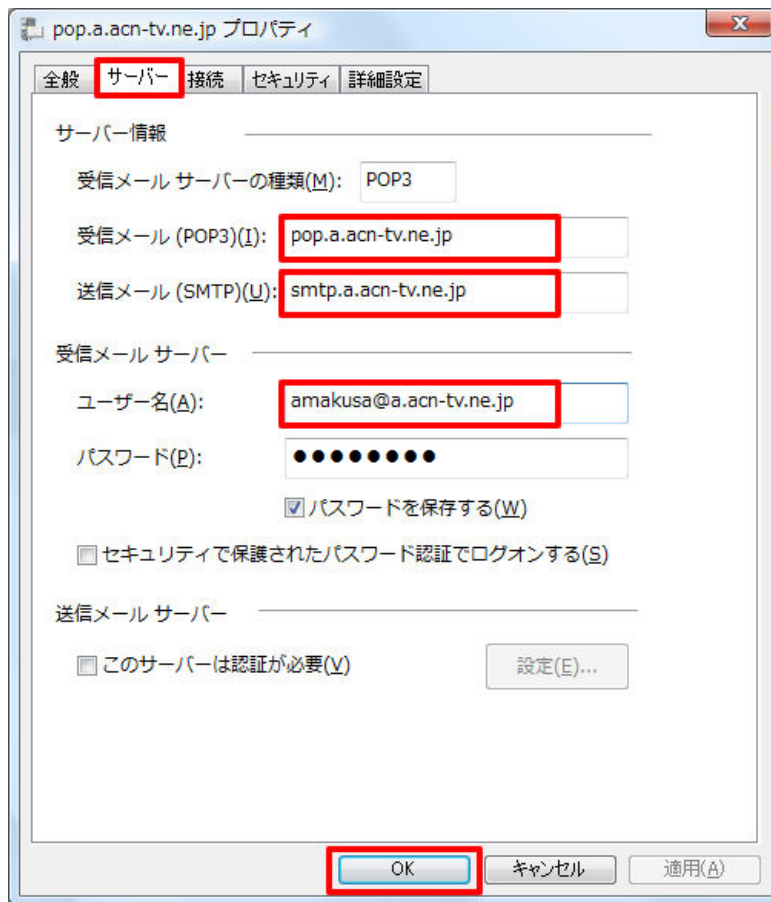 pop.a.acn-tv.ne.jp プロパティ
全般 サーバー 接続 セキュリティ 詳細設定
サーバー情報
受信メール サーバーの種類(M): POP3
受信メール (POP3)(I): pop.a.acn-tv.ne.jp
送信メール (SMTP)(U): smtp.a.acn-tv.ne.jp
受信メール サーバー
ユーザー名(A): amakusa@a.acn-tv.ne.jp
パスワード(P): ●●●●●●●●
パスワードを保存する(W)
セキュリティで保護されたパスワード認証でログオンする(S)
送信メール サーバー
このサーバーは認証が必要(V) 設定(E)...
OK キャンセル 適用(A)